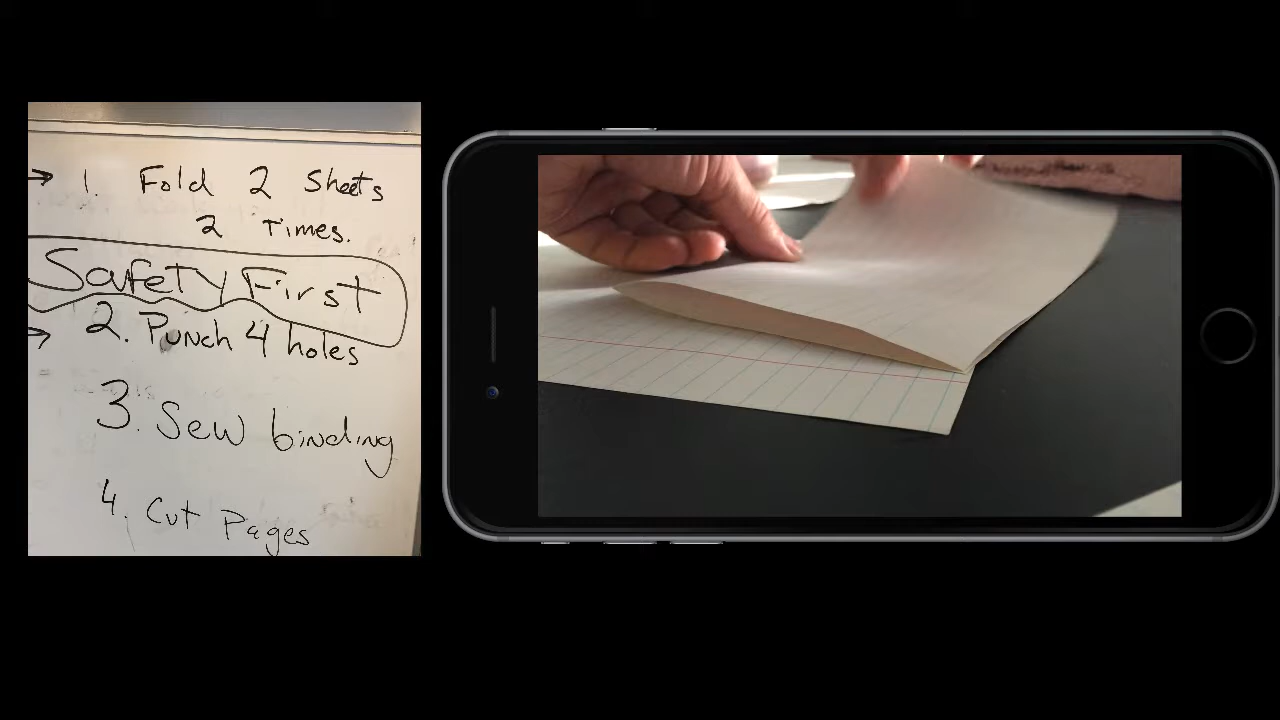 → 1. Fold 2 Sheets
2 Times.
Safety First
→ 2. Punch 4 holes
3. Sew binding
4. Cut Pages